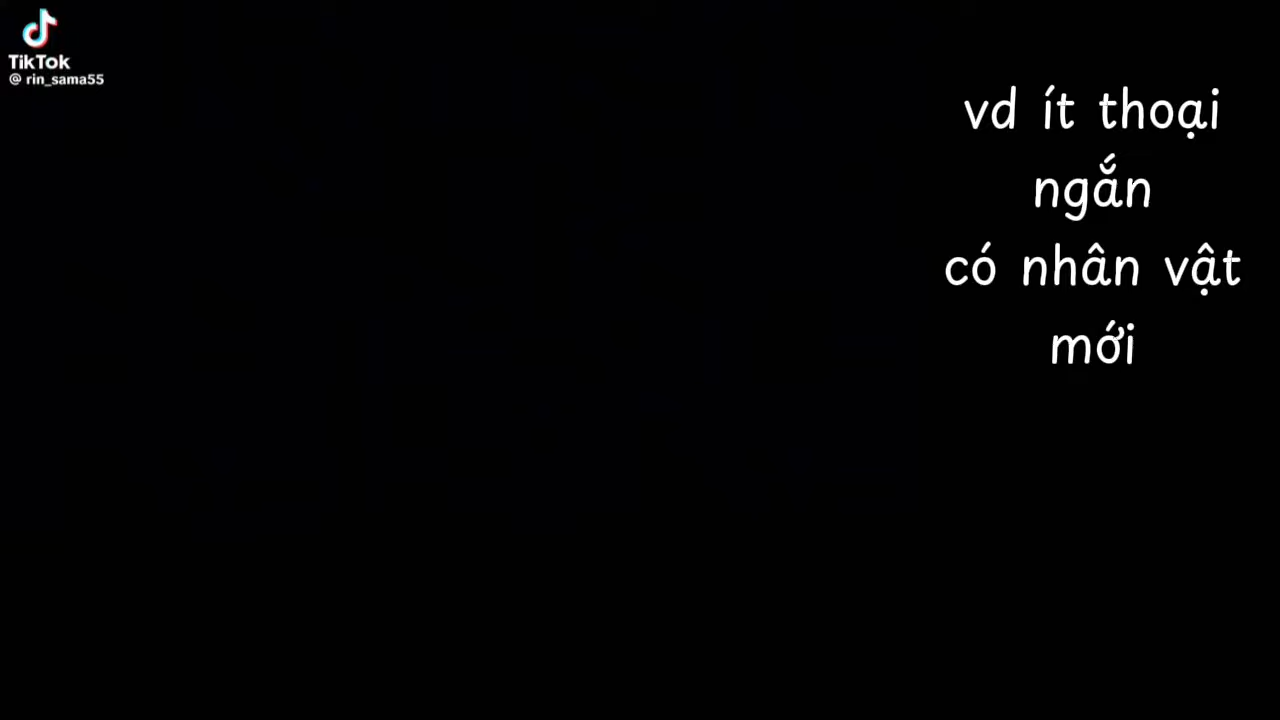 TikTok
@ rin_sama55
vd ít thoại
ngắn
có nhân vật
mới